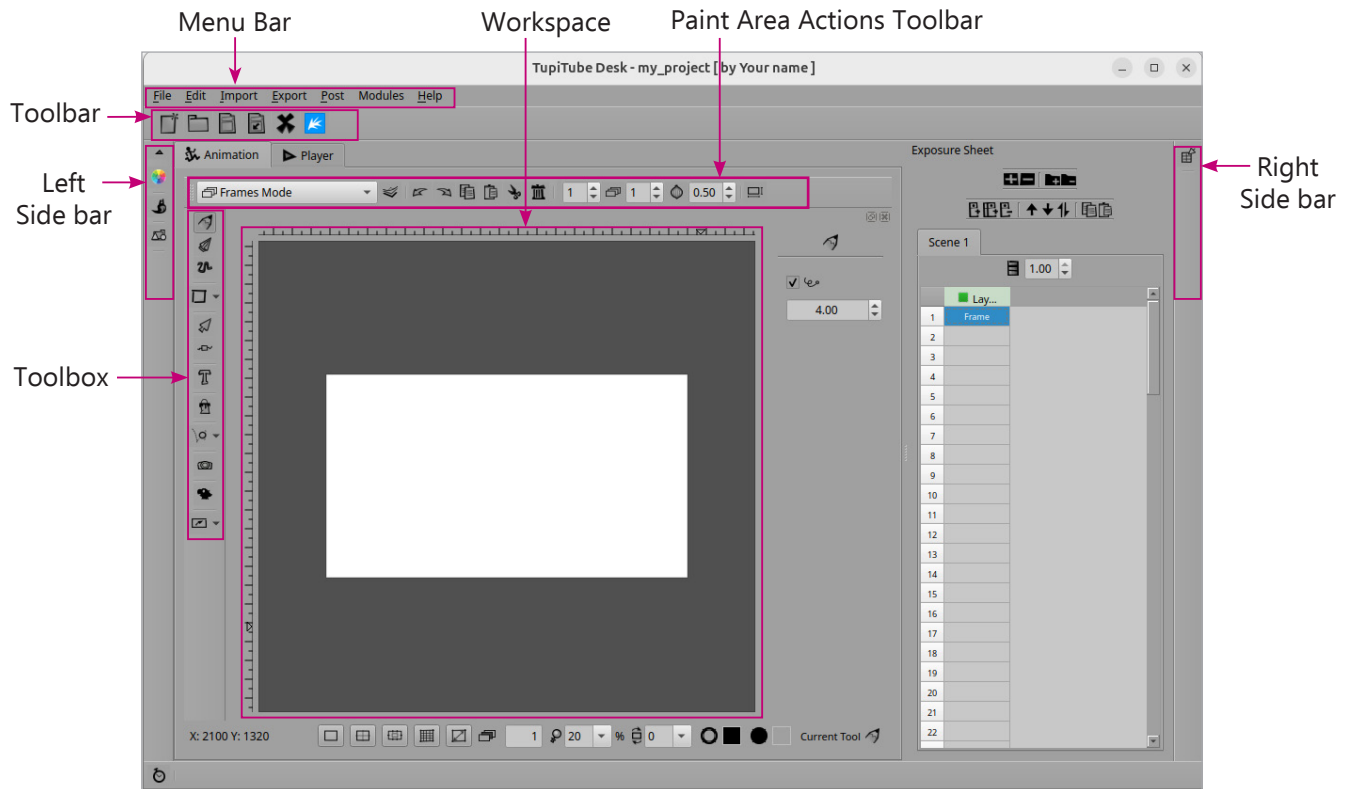 Menu Bar
Workspace
Paint Area Actions Toolbar
TupiTube Desk - my_project [ by Your name ]
File Edit Import Export Post Modules Help
Toolbar
Animation
Player
Exposure Sheet
Left
Side bar
Right
Side bar
Frames Mode
1
1
0.50
Scene 1
1.00
4.00
Lay...
1 Frame
2
3
4
5
6
7
8
9
10
11
12
13
14
15
16
17
18
19
20
21
22
Toolbox
X: 2100 Y: 1320
1
20
%
0
Current Tool